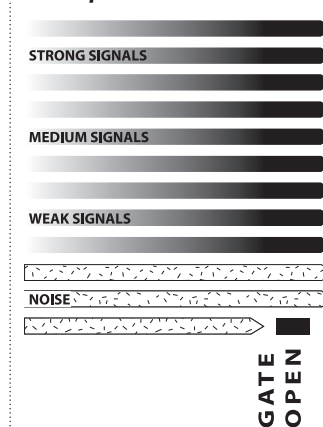 STRONG SIGNALS
MEDIUM SIGNALS
WEAK SIGNALS
NOISE
GATE
OPEN